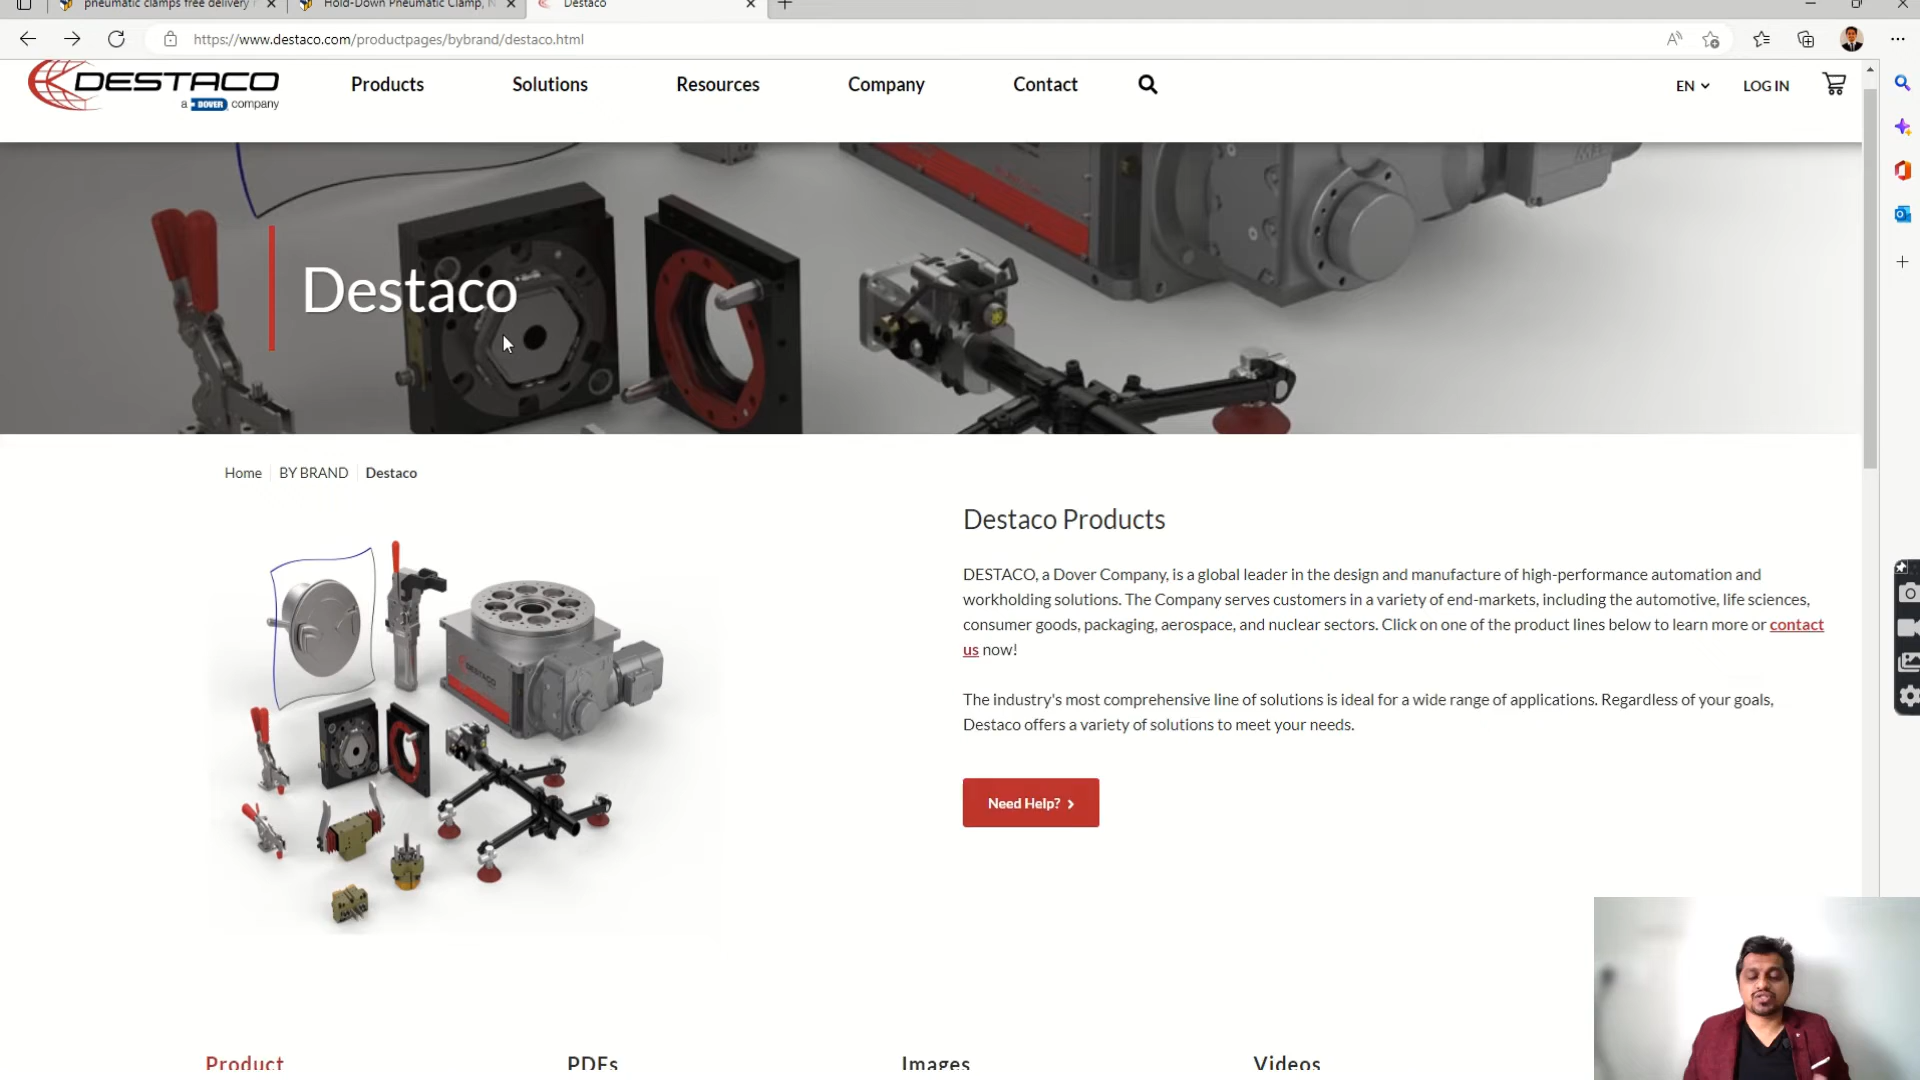 pneumatic clamps free delivery
Hold-Down Pneumatic Clamp,
Destaco
https://www.destaco.com/productpages/bybrand/destaco.html
DESTACO
a DOVER company
Products
Solutions
Resources
Company
Contact
EN
LOG IN
Destaco
Home
BY BRAND
Destaco
DESTACO
Destaco Products
DESTACO, a Dover Company, is a global leader in the design and manufacture of high-performance automation and
workholding solutions. The Company serves customers in a variety of end-markets, including the automotive, life sciences,
consumer goods, packaging, aerospace, and nuclear sectors. Click on one of the product lines below to learn more or contact
us now!
The industry's most comprehensive line of solutions is ideal for a wide range of applications. Regardless of your goals,
Destaco offers a variety of solutions to meet your needs.
Need Help?
Product
PDFs
Images
Videos